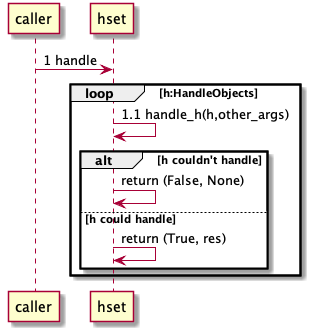 caller hset
1 handle
loop [h:HandleObjects]
1.1 handle_h(h,other_args)
alt [h couldn't handle]
return (False, None)
[h could handle]
return (True, res)
caller hset